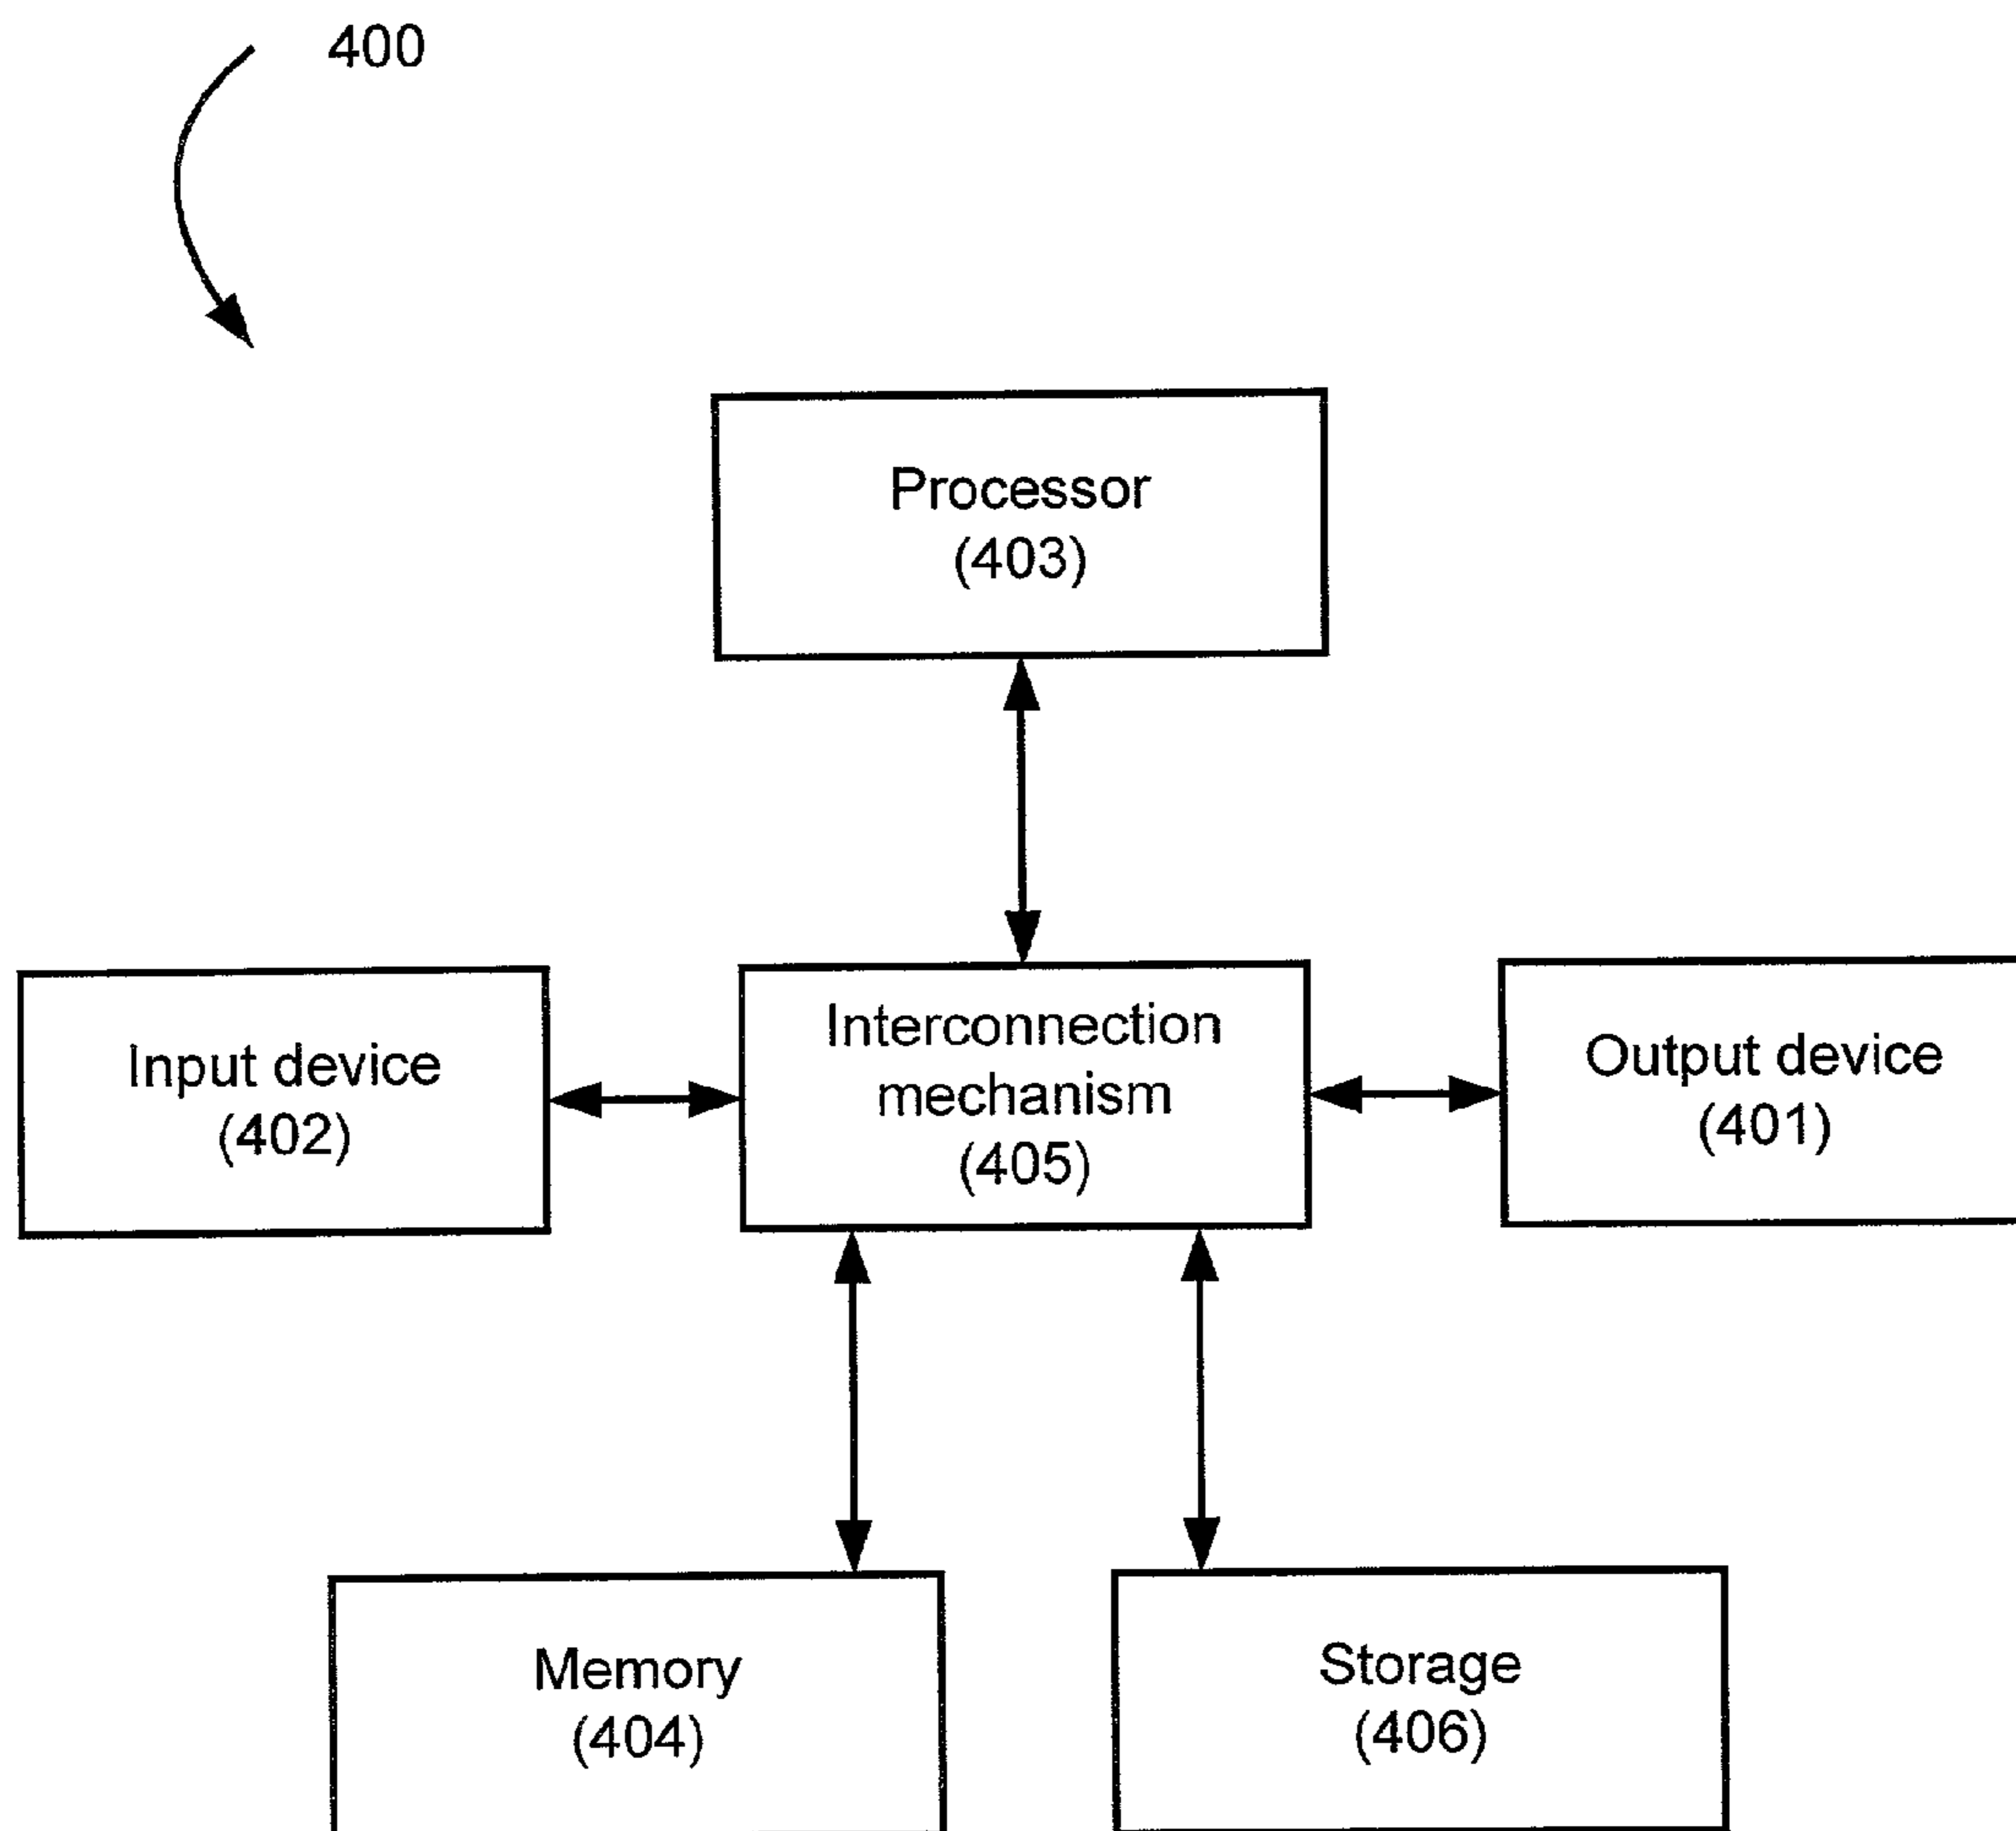 400
Processor
(403)
Input device
(402)
Interconnection
mechanism
(405)
Output device
(401)
Memory
(404)
Storage
(406)